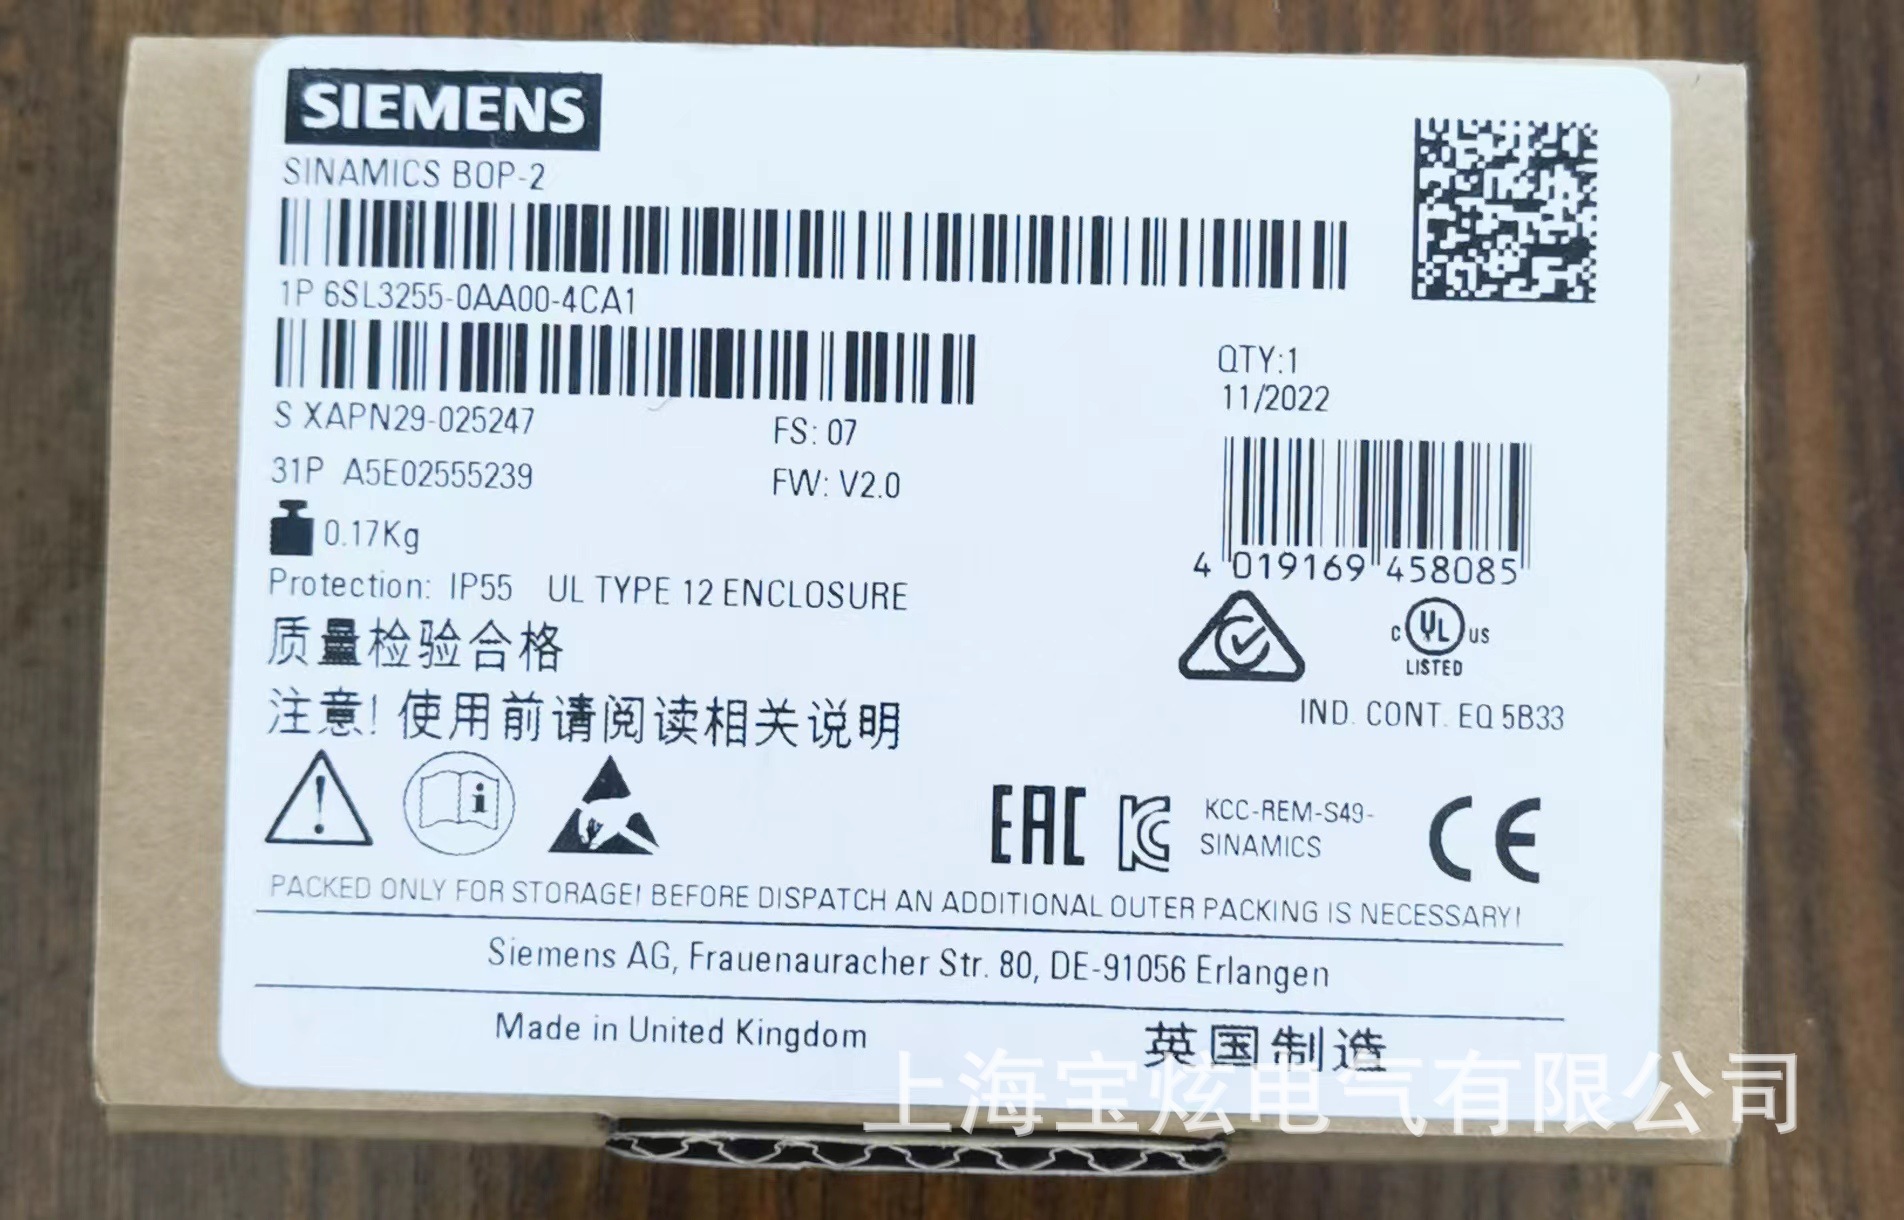 SIEMENS
SINAMICS BOP-2
1P 6SL3255-0AA00-4CA1
QTY:1
11/2022
S XAPN29-025247
FS: 07
31P A5E02555239
FW: V2.0
0.17Kg
4 019169 458085
Protection: IP55 UL TYPE 12 ENCLOSURE
质量检验合格
c UL us
LISTED
注意! 使用前请阅读相关说明
IND. CONT. EQ 5B33
i
EAC
KCC-REM-S49-
SINAMICS
CE
PACKED ONLY FOR STORAGE! BEFORE DISPATCH AN ADDITIONAL OUTER PACKING IS NECESSARY!
Siemens AG, Frauenauracher Str. 80, DE-91056 Erlangen
Made in United Kingdom
英国制造
上海宝炫电气有限公司